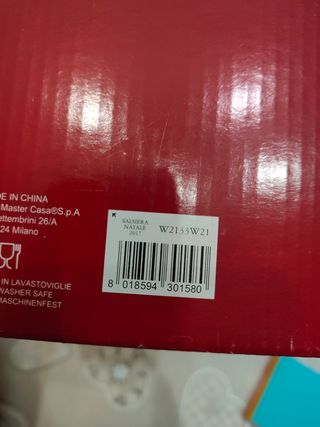 DE IN CHINA
Master Casa®S.p.A
ettembrini 26/A
24 Milano
IN LAVASTOVIGLIE
WASHER SAFE
MASCHINENFEST
SALSIERA
NATALE
2017
W2133W21
8 018594 301580